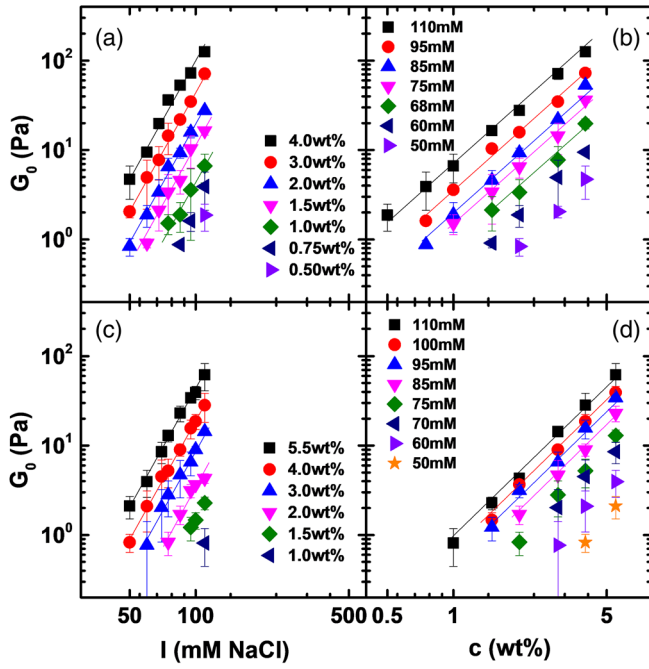 (a)
10²
10¹
10⁰
G₀ (Pa)
4.0wt%
3.0wt%
2.0wt%
1.5wt%
1.0wt%
0.75wt%
0.50wt%
(b)
110mM
95mM
85mM
75mM
68mM
60mM
50mM
(c)
10²
10¹
10⁰
G₀ (Pa)
5.5wt%
4.0wt%
3.0wt%
2.0wt%
1.5wt%
1.0wt%
50 100 500
I (mM NaCl)
(d)
110mM
100mM
95mM
85mM
75mM
70mM
60mM
50mM
0.5 1 5
c (wt%)